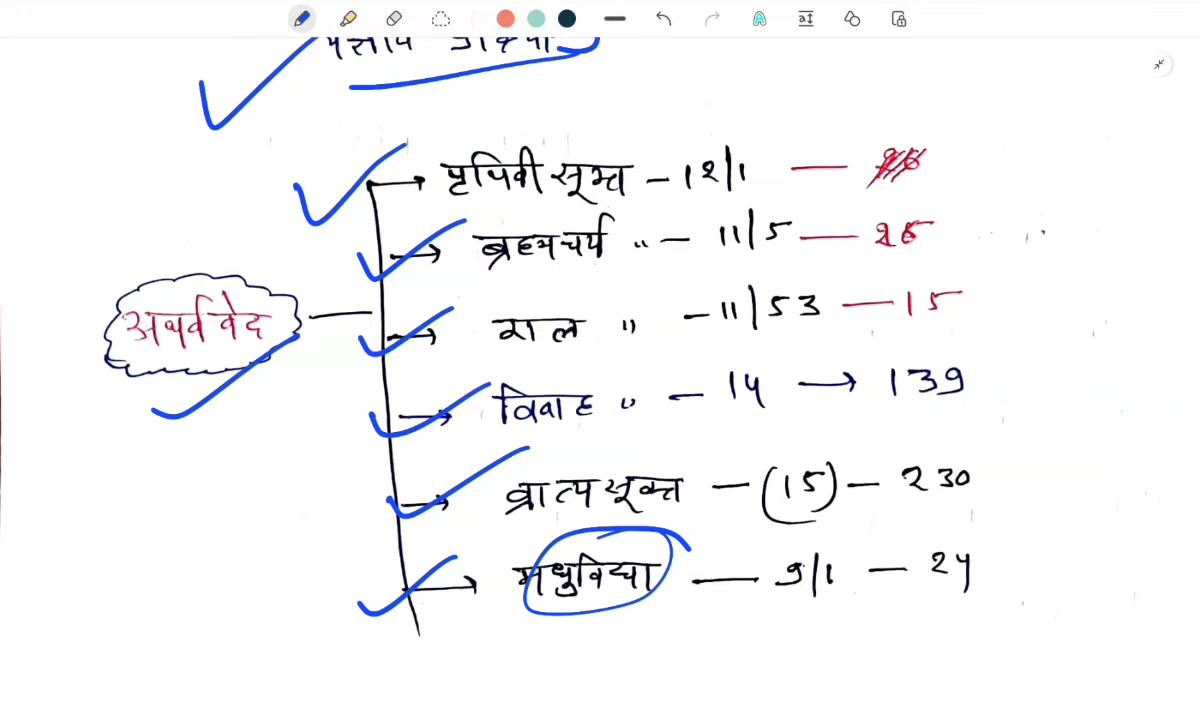 पृथिवी सूक्त - 12/1 —
ब्रह्मचर्य " - 11/5 — 26
काल " - 11/53 — 15
अथर्ववेद
विवाह " - 14 → 139
व्रात्य सूक्त - (15) - 230
मधुविद्या — 9/1 - 24